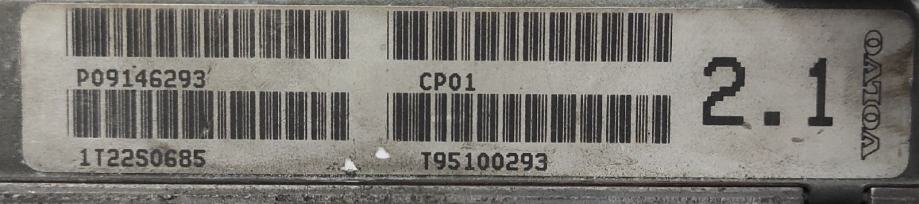 P09146293
CP01
1T22S0685
T95100293
2.1
VOLVO